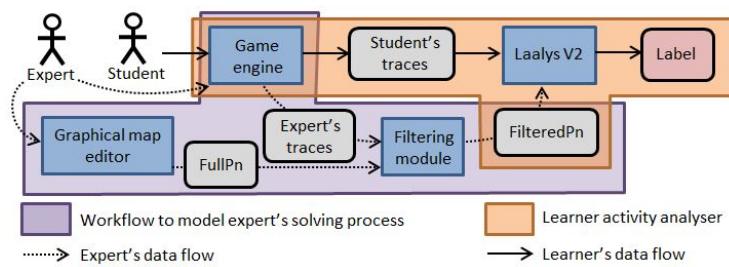 Expert
Student
Game
engine
Student's
traces
Laalys V2
Label
Graphical map
editor
FullPn
Expert's
traces
Filtering
module
FilteredPn
Workflow to model expert's solving process
Learner activity analyser
Expert's data flow
Learner's data flow